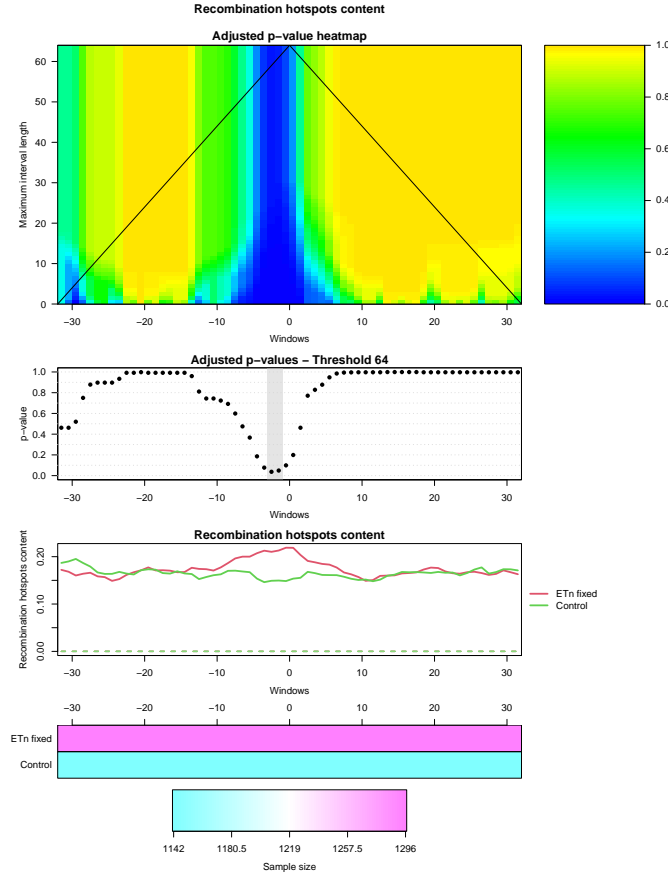 Recombination hotspots content
Adjusted p−value heatmap
Maximum interval length
0 10 20 30 40 50 60
−30 −20 −10 0 10 20 30
Windows
0.0 0.2 0.4 0.6 0.8 1.0
Adjusted p−values − Threshold 64
p−value
0.0 0.2 0.4 0.6 0.8 1.0
−30 −20 −10 0 10 20 30
Windows
Recombination hotspots content
Recombination hotspots content
0.00 0.10 0.20
−30 −20 −10 0 10 20 30
Windows
ETn fixed
Control
−30 −20 −10 0 10 20 30
ETn fixed
Control
1142 1180.5 1219 1257.5 1296
Sample size